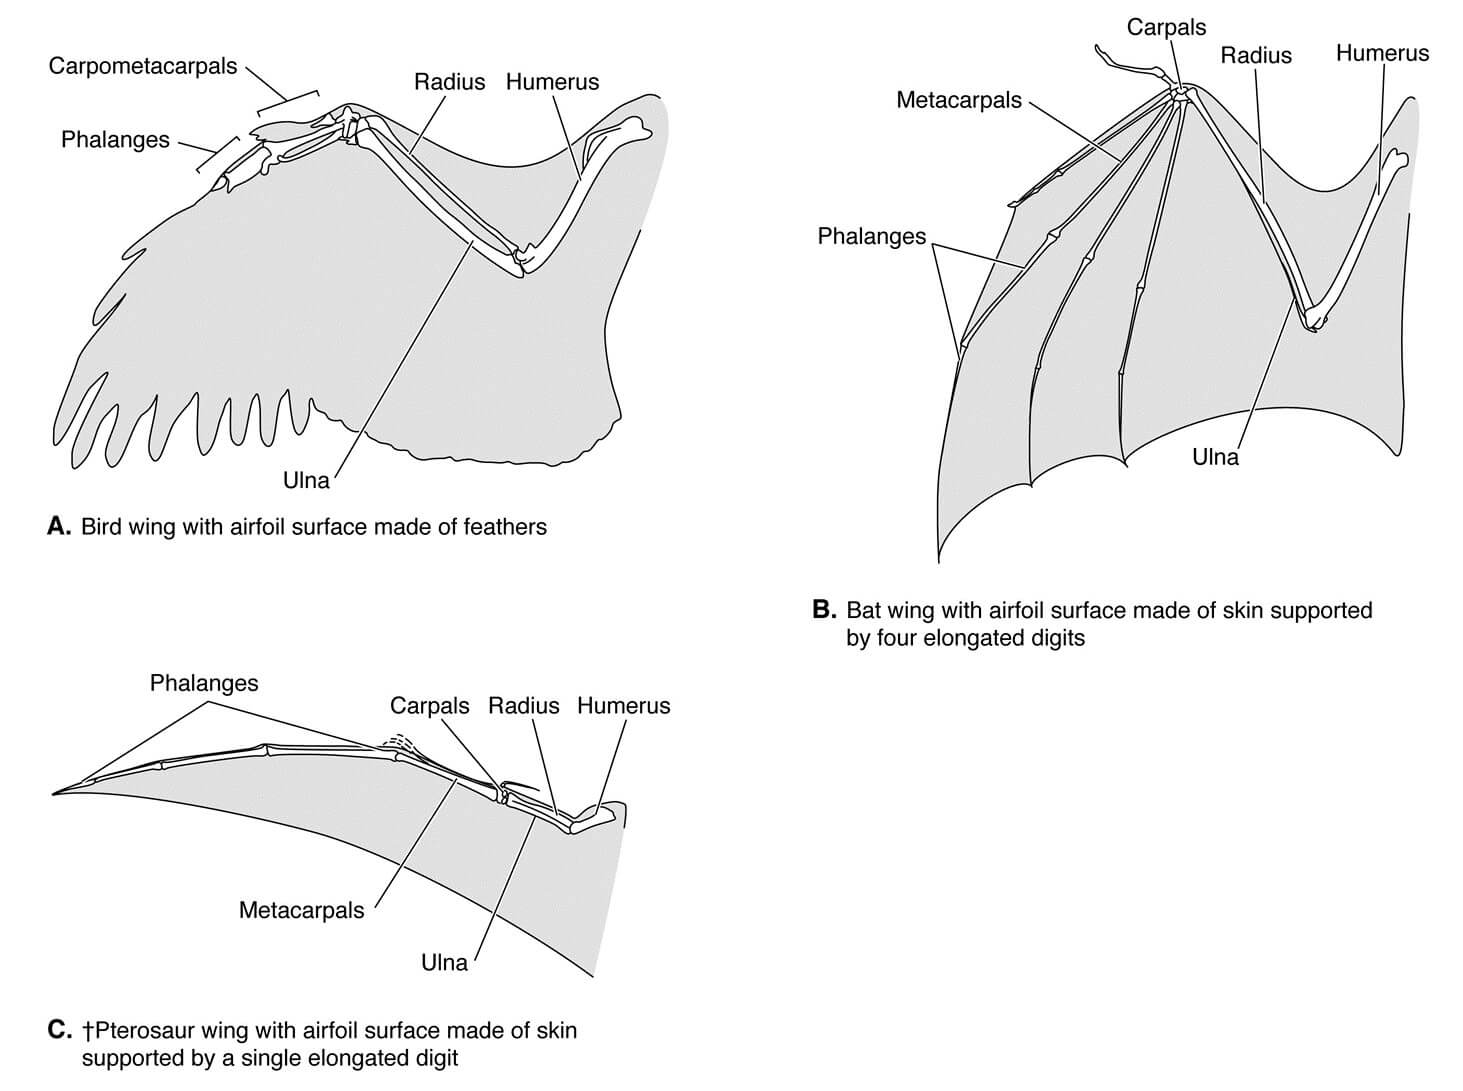 Carpometacarpals
Radius
Humerus
Phalanges
Ulna
A. Bird wing with airfoil surface made of feathers
Carpals
Radius
Humerus
Metacarpals
Phalanges
Ulna
B. Bat wing with airfoil surface made of skin supported
by four elongated digits
Phalanges
Carpals
Radius
Humerus
Metacarpals
Ulna
C. †Pterosaur wing with airfoil surface made of skin
supported by a single elongated digit